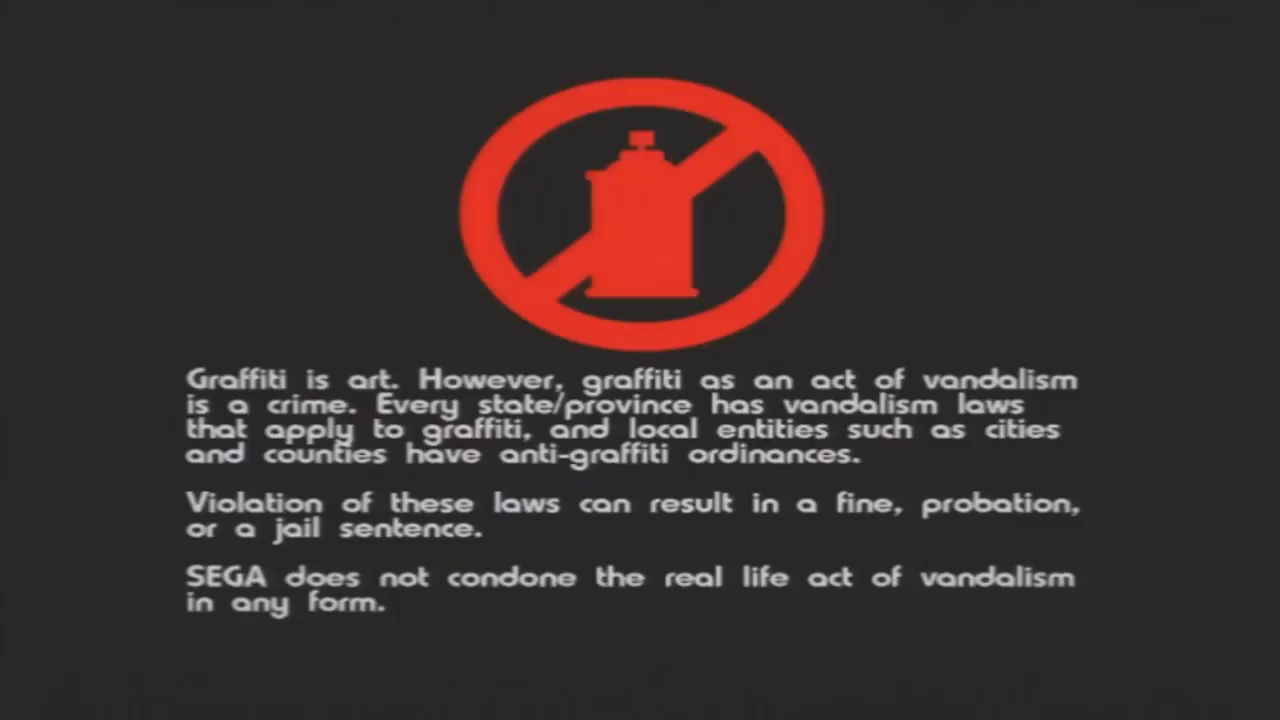 Graffiti is art. However, graffiti as an act of vandalism
is a crime. Every state/province has vandalism laws
that apply to graffiti, and local entities such as cities
and counties have anti-graffiti ordinances.
Violation of these laws can result in a fine, probation,
or a jail sentence.
SEGA does not condone the real life act of vandalism
in any form.